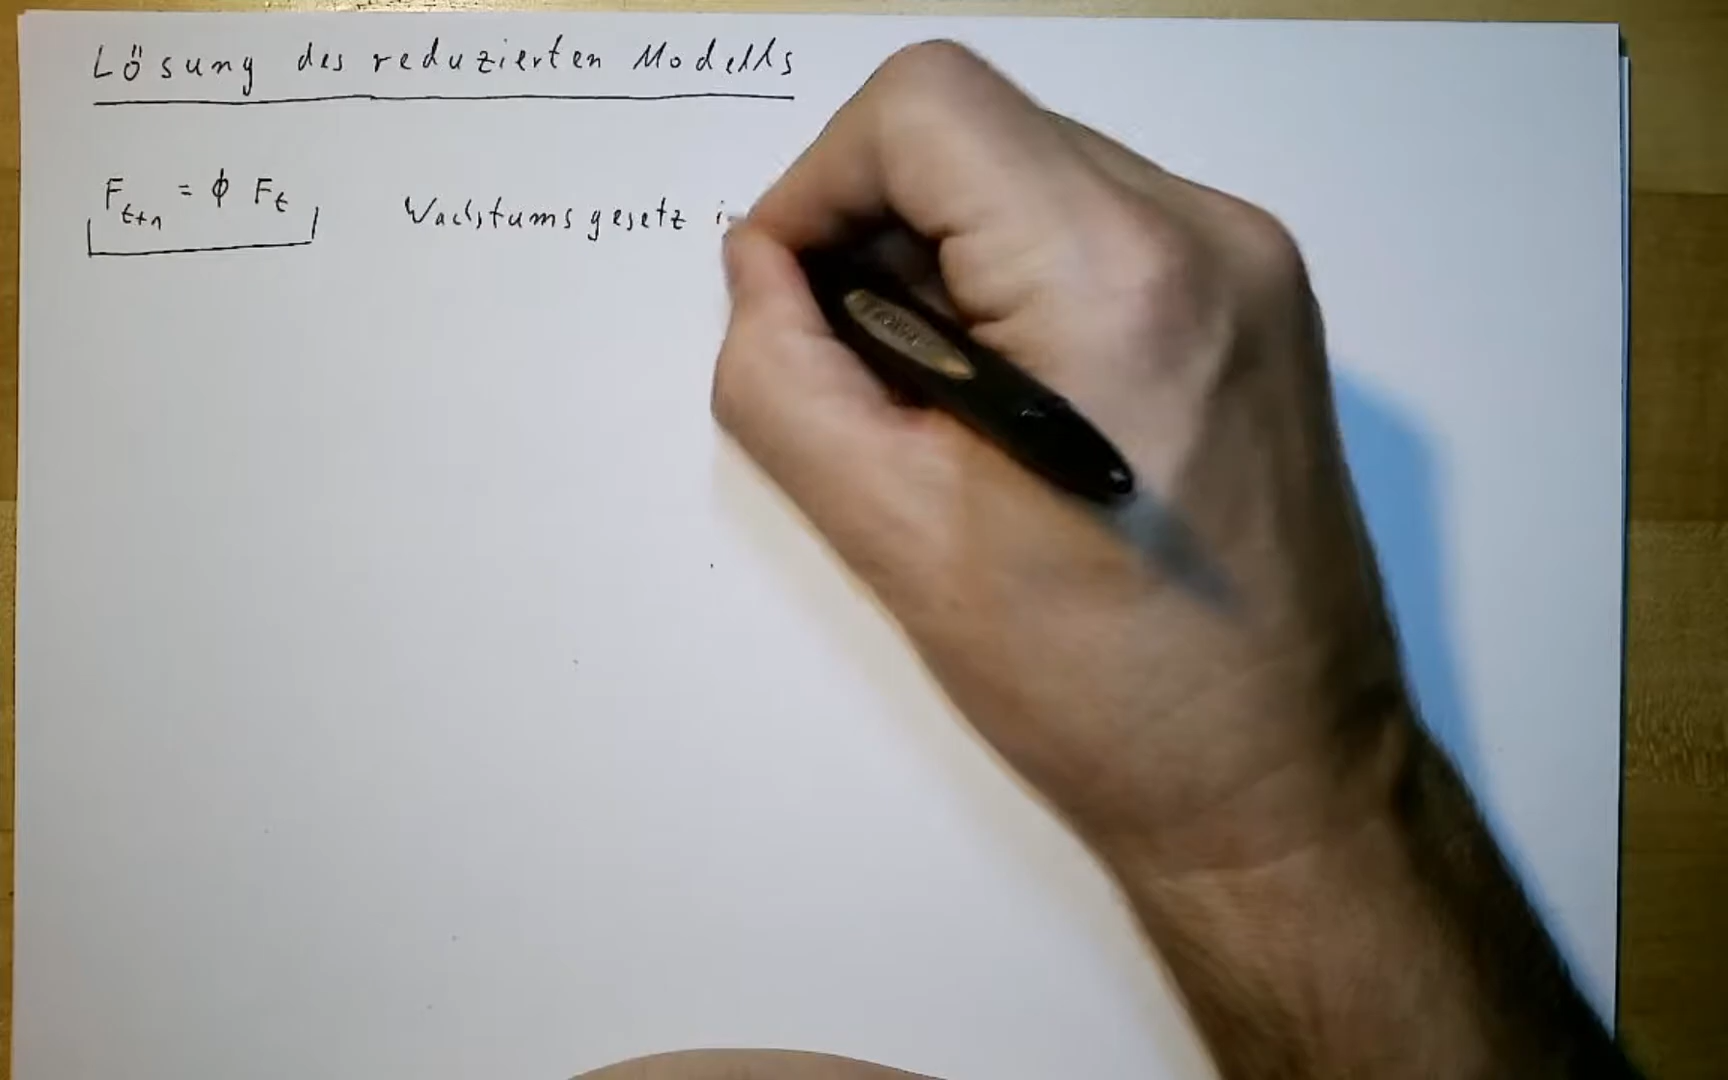 Lösung des reduzierten Modells
F_{t+1} = ϕ F_t Wachstumsgesetz i